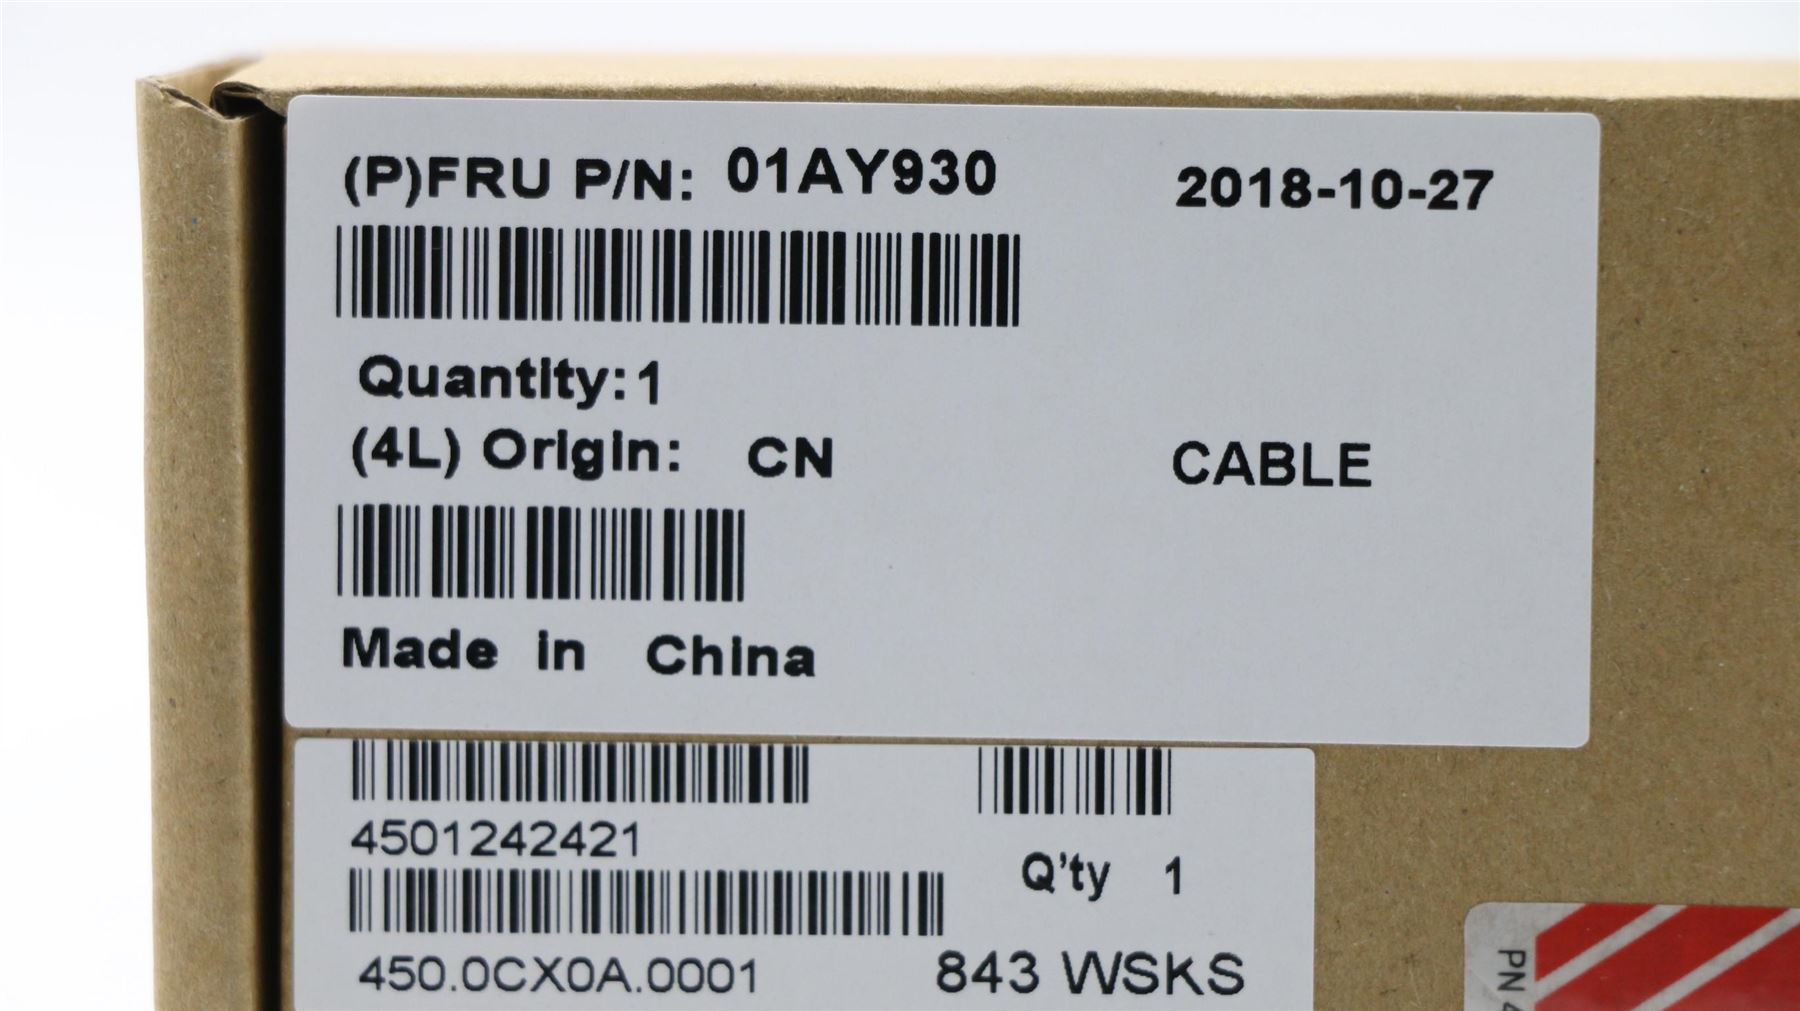 (P)FRU P/N: 01AY930 2018-10-27
Quantity:1
(4L) Origin: CN CABLE
Made in China
4501242421
Q'ty 1
450.0CX0A.0001 843 WSKS
PN